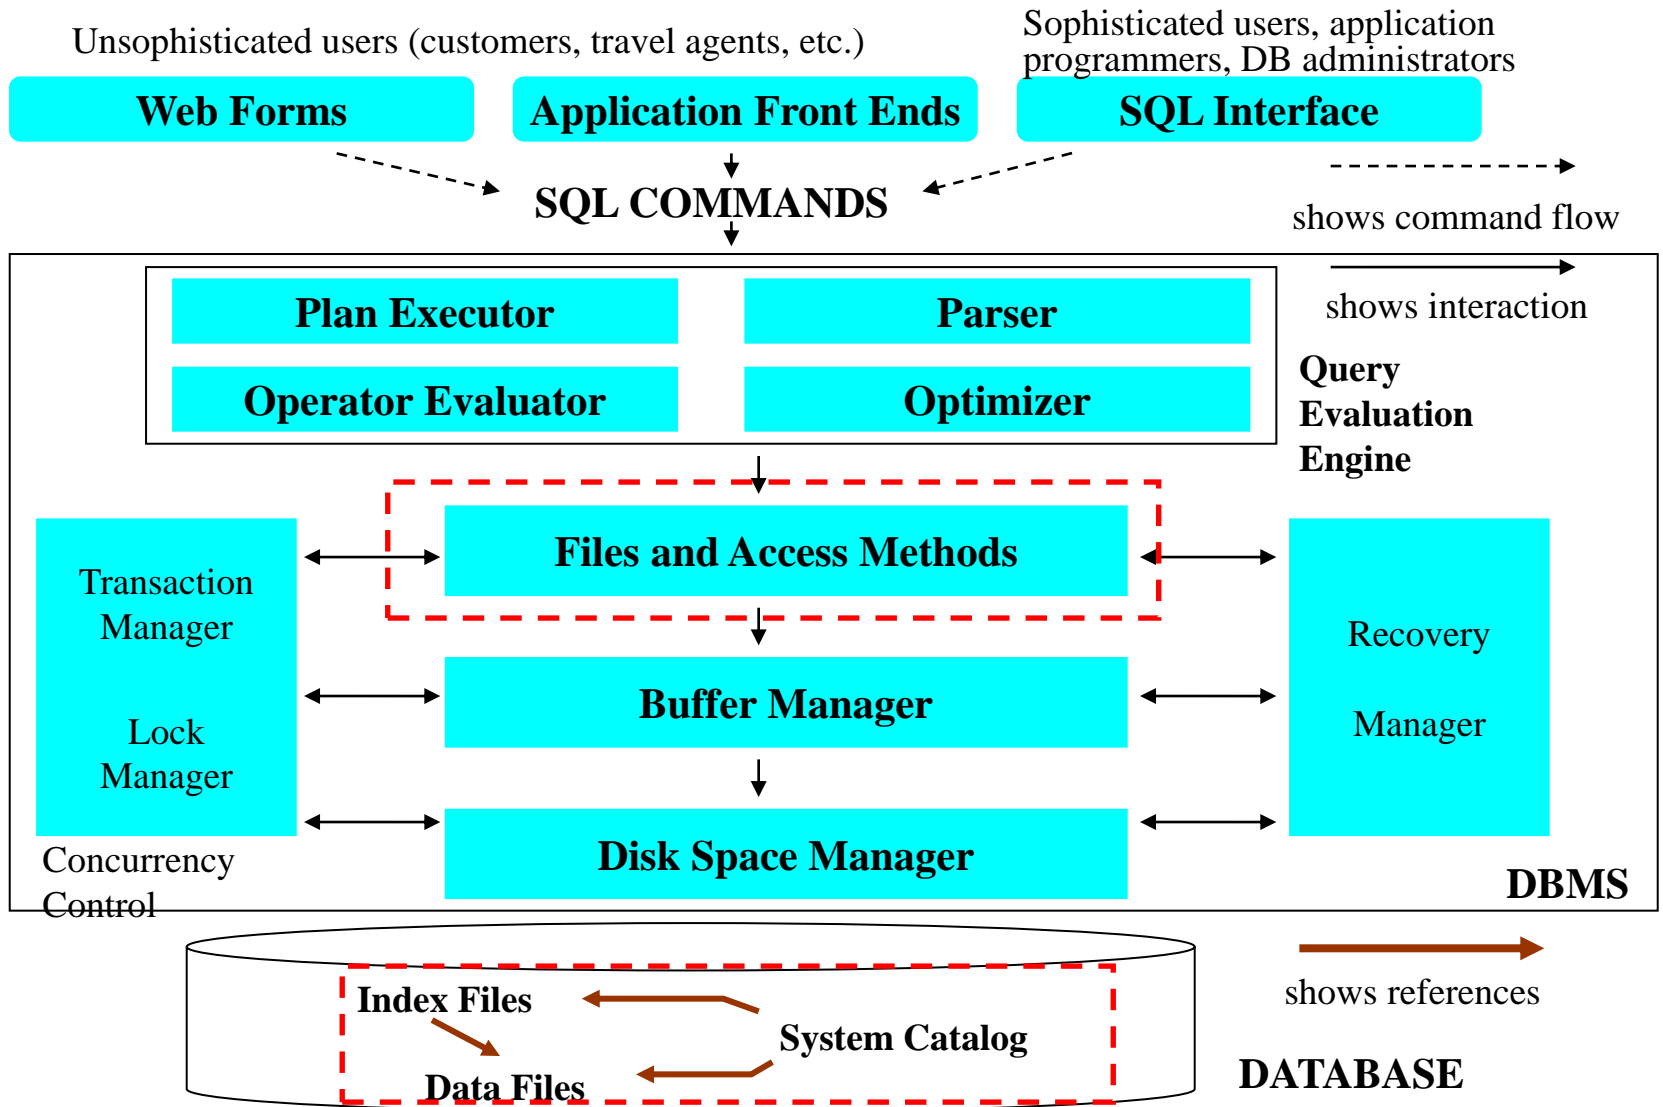 Unsophisticated users (customers, travel agents, etc.)
Sophisticated users, application
programmers, DB administrators
Web Forms
Application Front Ends
SQL Interface
SQL COMMANDS
shows command flow
shows interaction
Plan Executor
Parser
Operator Evaluator
Optimizer
Query
Evaluation
Engine
Files and Access Methods
Transaction
Manager
Lock
Manager
Buffer Manager
Recovery
Manager
Disk Space Manager
Concurrency
Control
DBMS
Index Files
System Catalog
Data Files
shows references
DATABASE